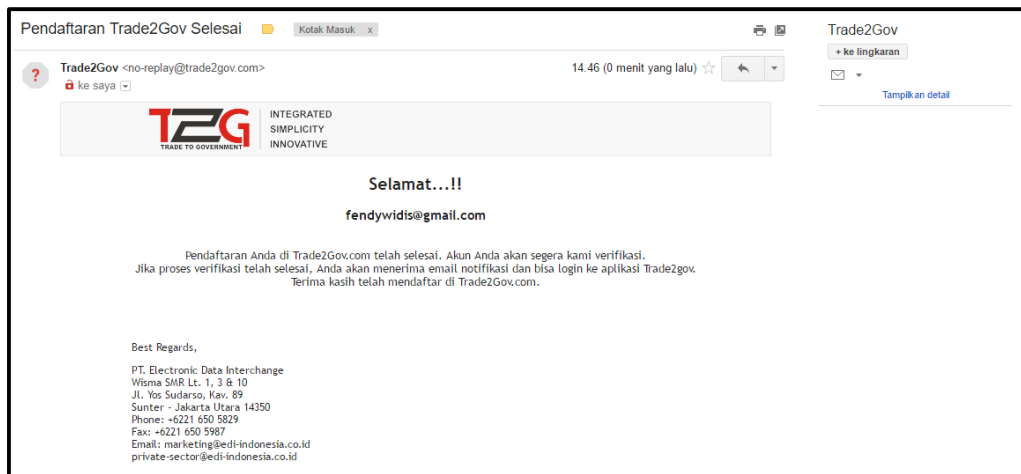 Pendaftaran Trade2Gov Selesai
Kotak Masuk x
Trade2Gov <no-replay@trade2gov.com>
14.46 (0 menit yang lalu)
ke saya
T2G
TRADE TO GOVERNMENT
INTEGRATED
SIMPLICITY
INNOVATIVE
Selamat...!!
fendywidis@gmail.com
Pendaftaran Anda di Trade2Gov.com telah selesai. Akun Anda akan segera kami verifikasi.
Jika proses verifikasi telah selesai, Anda akan menerima email notifikasi dan bisa login ke aplikasi Trade2gov.
Terima kasih telah mendaftar di Trade2Gov.com.
Best Regards,
PT. Electronic Data Interchange
Wisma SMR Lt. 1, 3 & 10
Jl. Yos Sudarso, Kav. 89
Sunter - Jakarta Utara 14350
Phone: +6221 650 5829
Fax: +6221 650 5987
Email: marketing@edi-indonesia.co.id
private-sector@edi-indonesia.co.id
Trade2Gov
+ ke lingkaran
Tampilkan detail